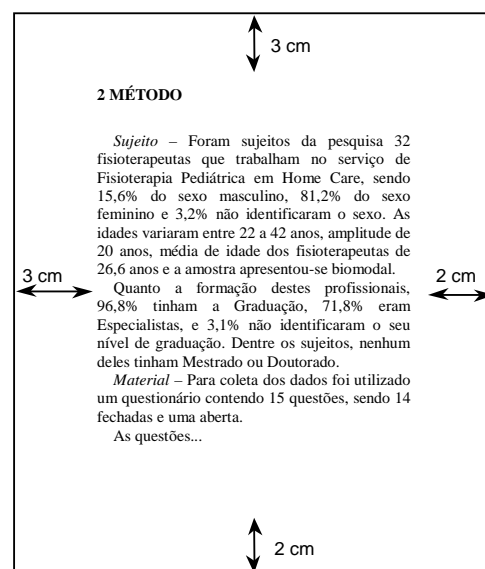 3 cm
2 MÉTODO
Sujeito – Foram sujeitos da pesquisa 32
fisioterapeutas que trabalham no serviço de
Fisioterapia Pediátrica em Home Care, sendo
15,6% do sexo masculino, 81,2% do sexo
feminino e 3,2% não identificaram o sexo. As
idades variaram entre 22 a 42 anos, amplitude de
20 anos, média de idade dos fisioterapeutas de
26,6 anos e a amostra apresentou-se biomodal.
3 cm
2 cm
Quanto a formação destes profissionais,
96,8% tinham a Graduação, 71,8% eram
Especialistas, e 3,1% não identificaram o seu
nível de graduação. Dentre os sujeitos, nenhum
deles tinham Mestrado ou Doutorado.
Material – Para coleta dos dados foi utilizado
um questionário contendo 15 questões, sendo 14
fechadas e uma aberta.
As questões...
2 cm